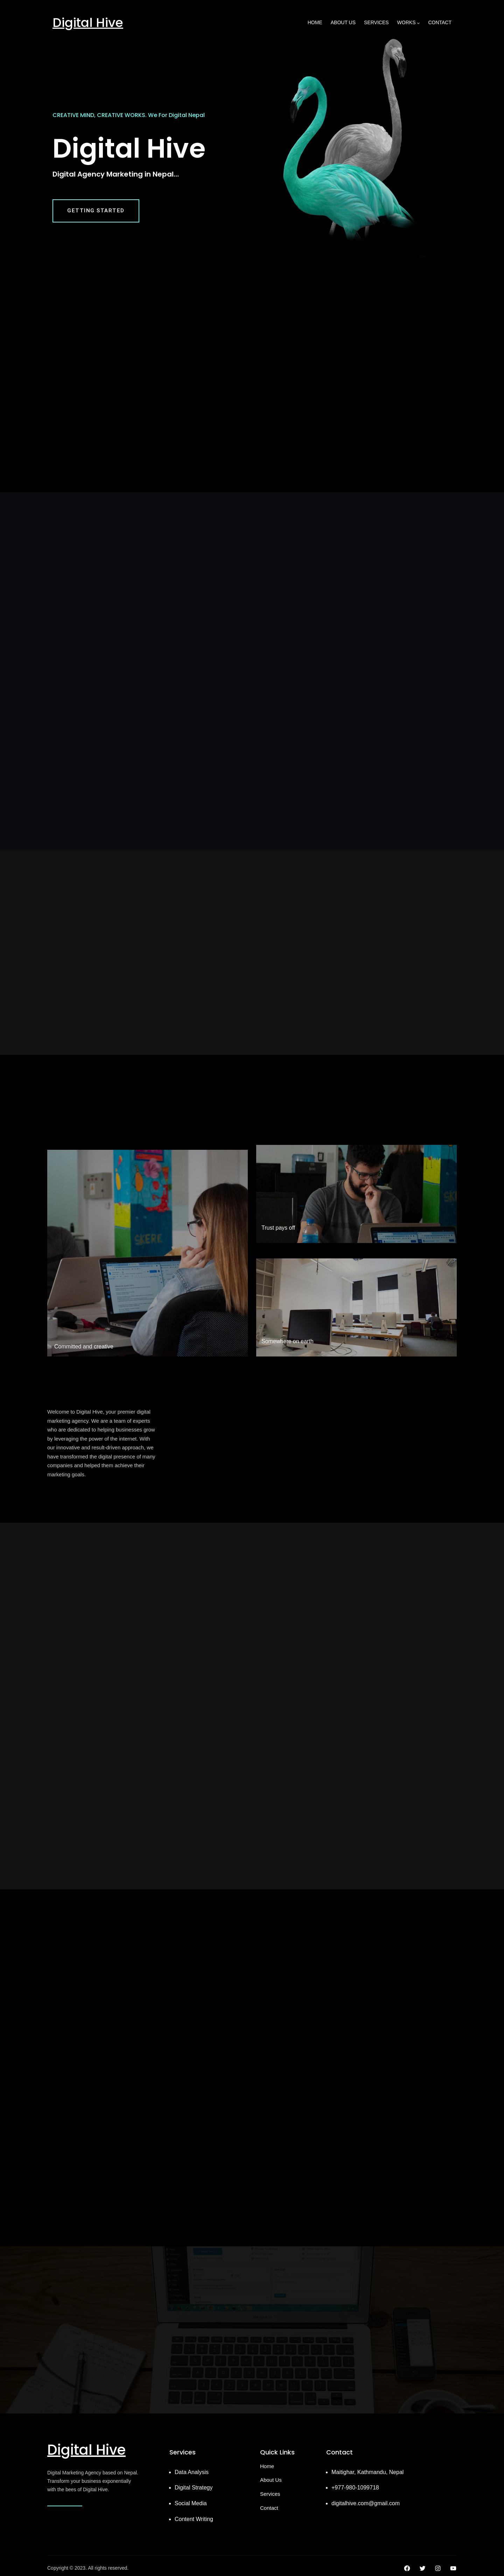 Digital Hive
HOME ABOUT US SERVICES WORKS CONTACT
CREATIVE MIND, CREATIVE WORKS. We For Digital Nepal
Digital Hive
Digital Agency Marketing in Nepal...
GETTING STARTED
SKERK
Committied and creative
Trust pays off
Somewhere on earth
Welcome to Digital Hive, your premier digital
marketing agency. We are a team of experts
who are dedicated to helping businesses grow
by leveraging the power of the internet. With
our innovative and result-driven approach, we
have transformed the digital presence of many
companies and helped them achieve their
marketing goals.
Digital Hive
Digital Marketing Agency based on Nepal.
Transform your business exponentially
with the bees of Digital Hive.
Services
Data Analysis
Digital Strategy
Social Media
Content Writing
Quick Links
Home
About Us
Services
Contact
Contact
Maitighar, Kathmandu, Nepal
+977-980-1099718
digitalhive.com@gmail.com
Copyright © 2023. All rights reserved.